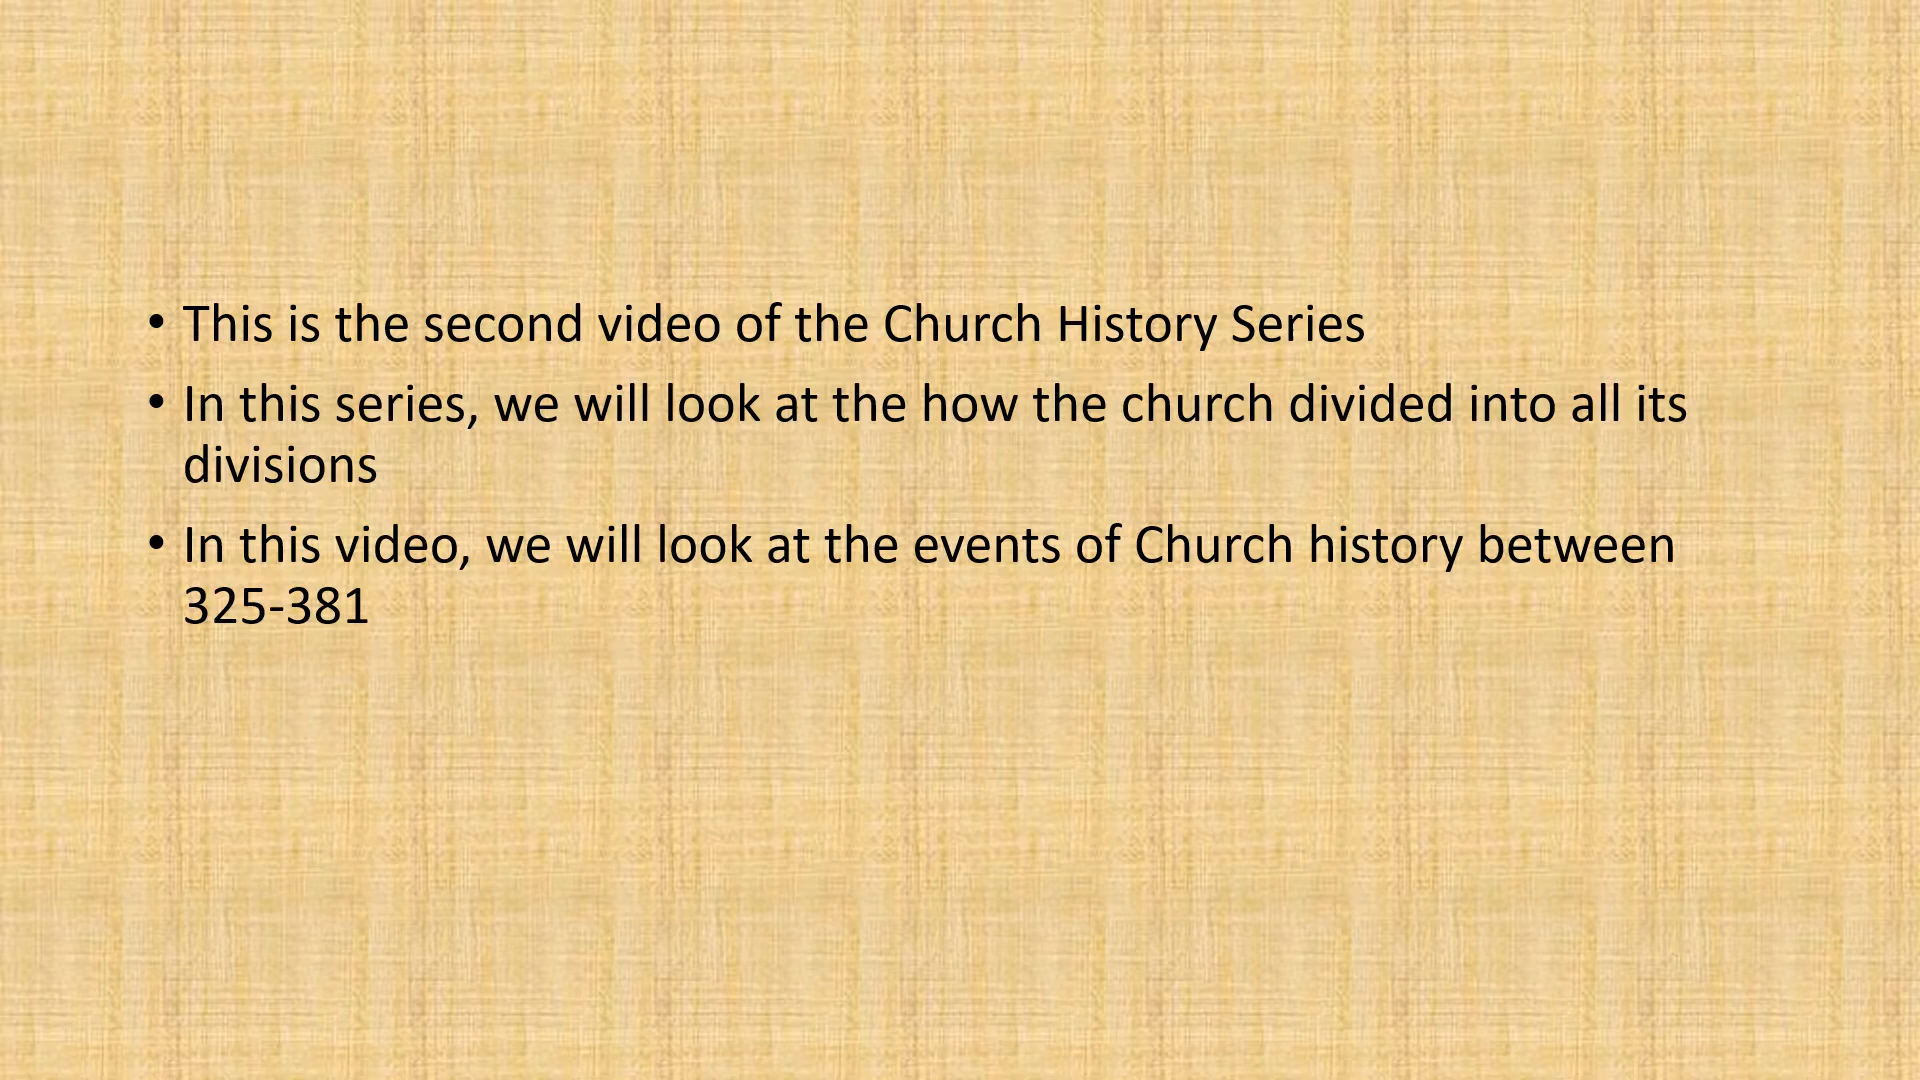 • This is the second video of the Church History Series
• In this series, we will look at the how the church divided into all its
divisions
• In this video, we will look at the events of Church history between
325-381